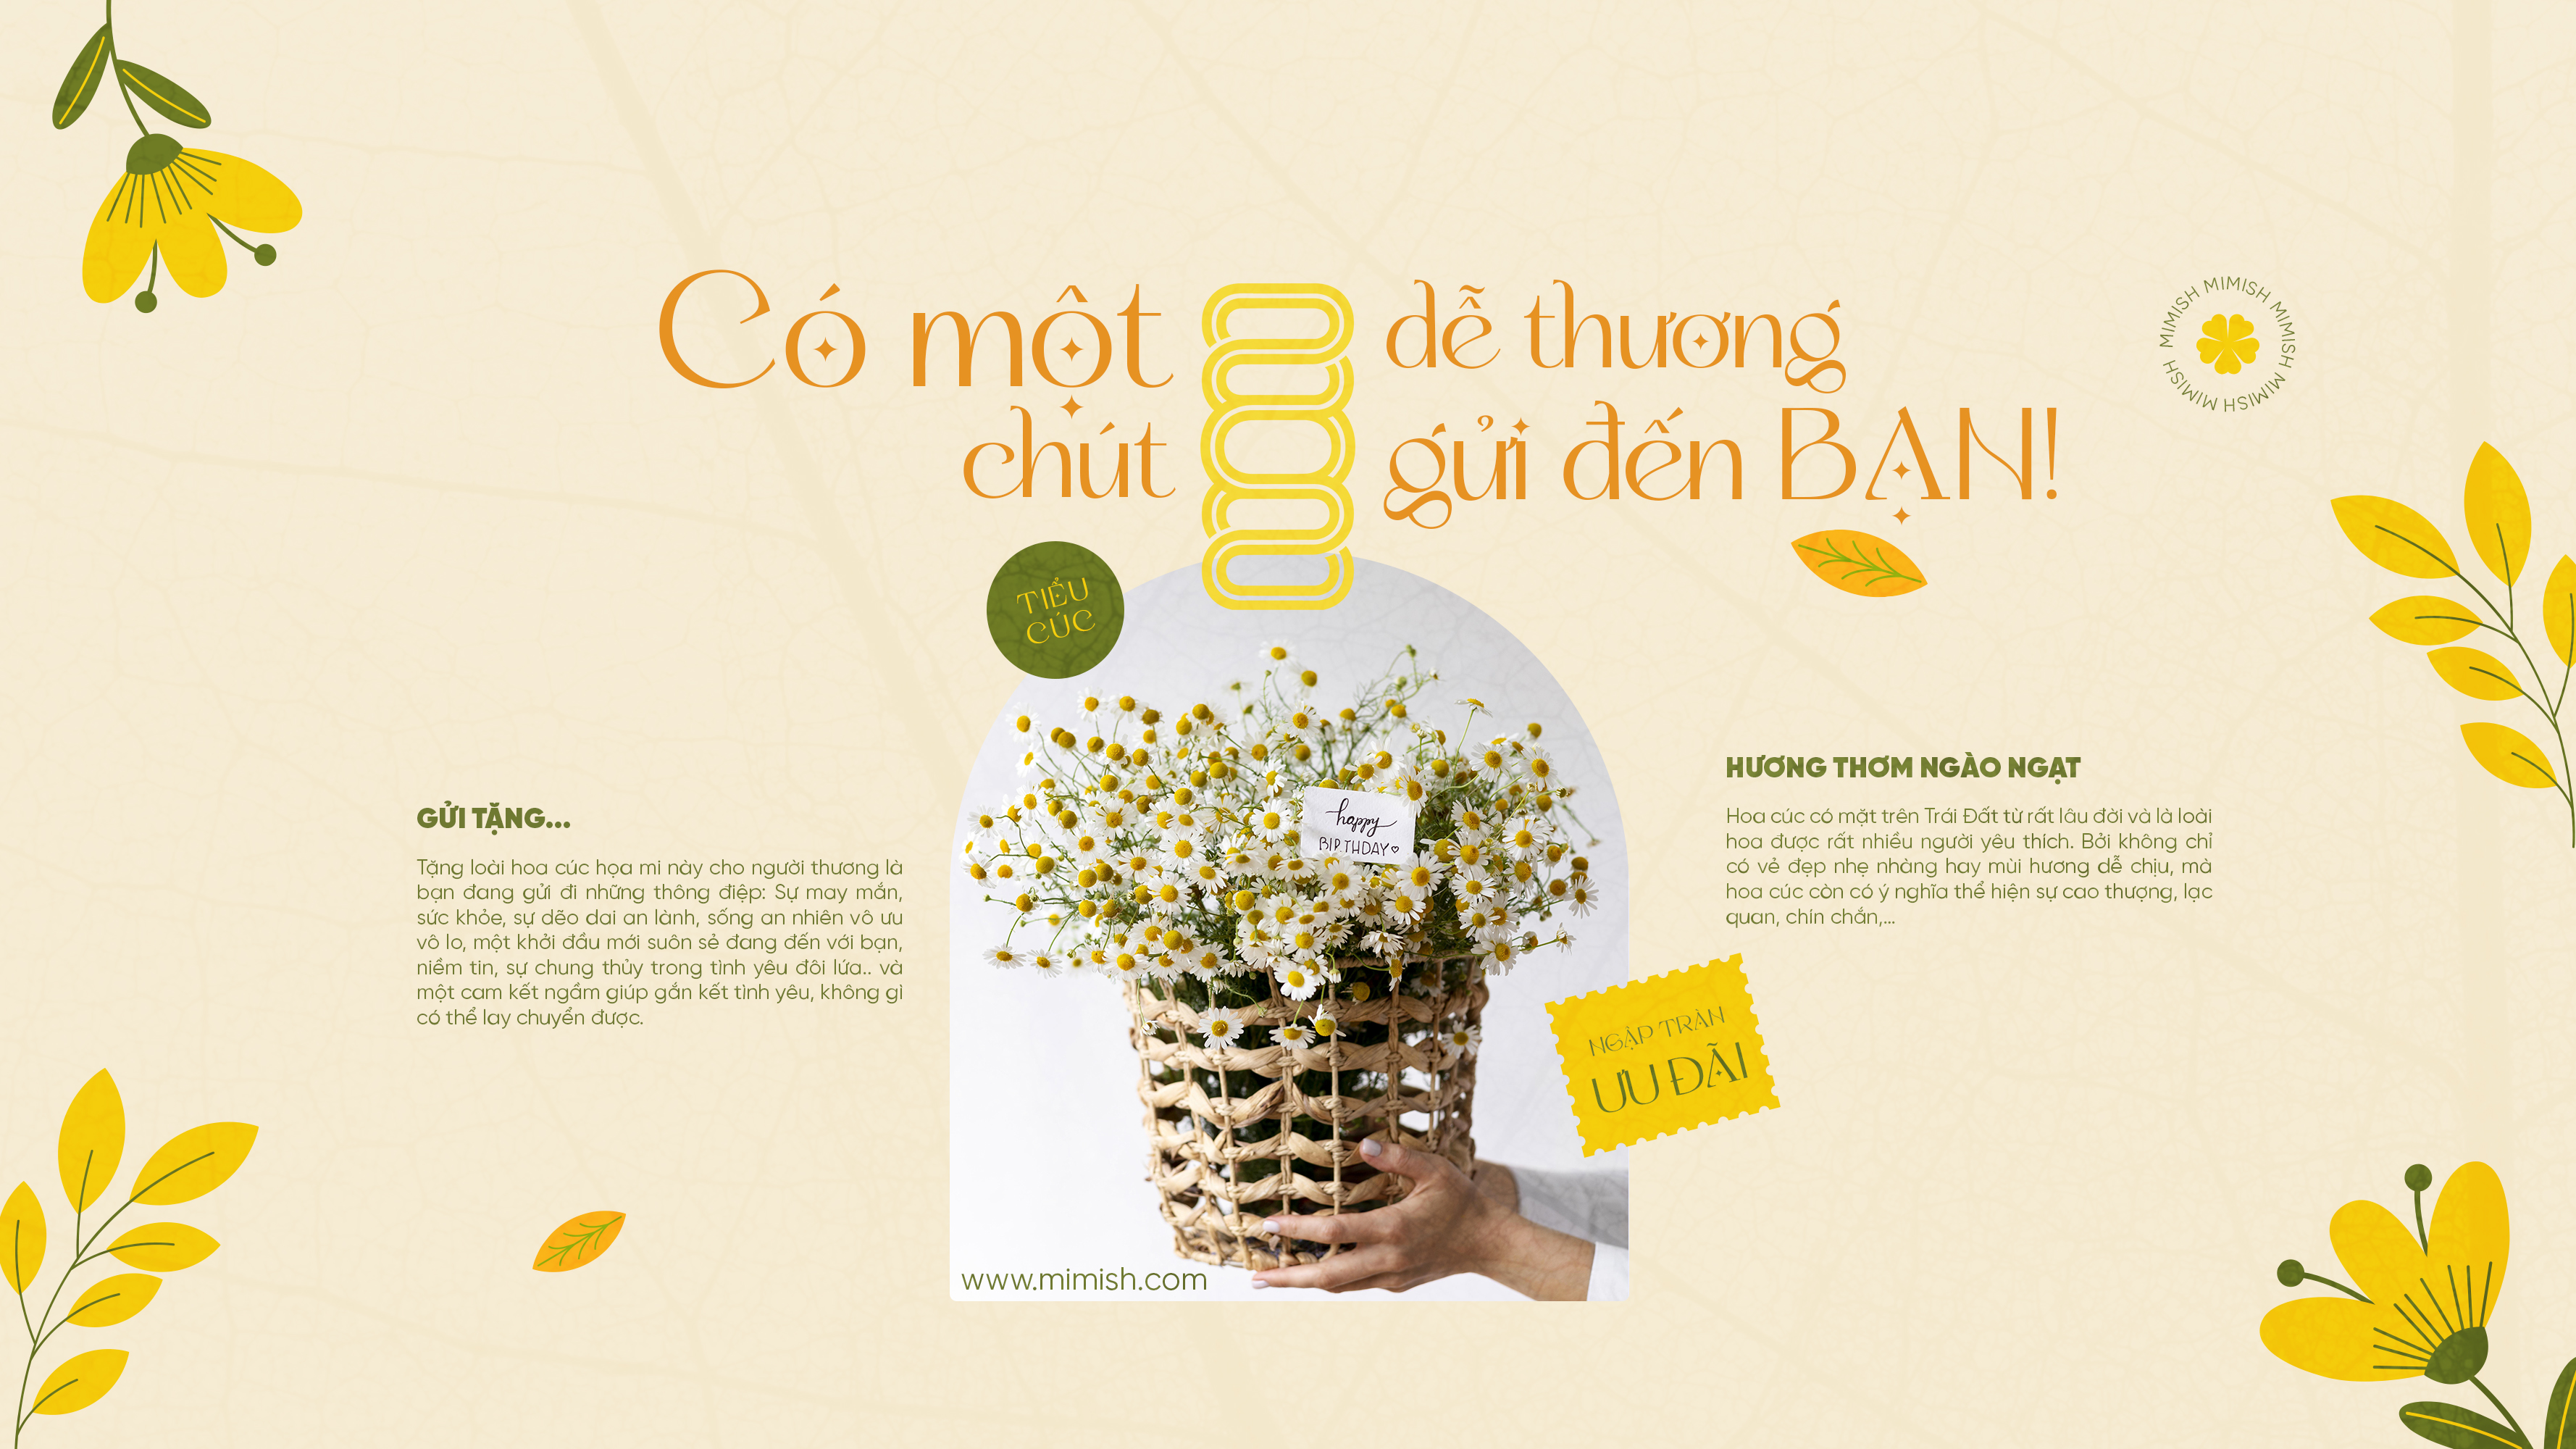 Có một dễ thương
chút gửi đến BẠN!
MIMISH MIMISH MIMISH MIMISH MIMISH MIMISH
TIỂU
CÚC
GỬI TẶNG...
Tặng loài hoa cúc họa mi này cho người thương là
bạn đang gửi đi những thông điệp: Sự may mắn,
sức khỏe, sự dẽo dai an lành, sống an nhiên vô ưu
vô lo, một khởi đầu mới suôn sẻ đang đến với bạn,
niềm tin, sự chung thủy trong tình yêu đôi lứa.. và
một cam kết ngầm giúp gắn kết tình yêu, không gì
có thể lay chuyển được.
happy
BIRTHDAY♡
HƯƠNG THƠM NGÀO NGẠT
Hoa cúc có mặt trên Trái Đất từ rất lâu đời và là loài
hoa được rất nhiều người yêu thích. Bởi không chỉ
có vẻ đẹp nhẹ nhàng hay mùi hương dễ chịu, mà
hoa cúc còn có ý nghĩa thể hiện sự cao thượng, lạc
quan, chín chắn,...
NGẬP TRÀN
ƯU ĐÃI
www.mimish.com